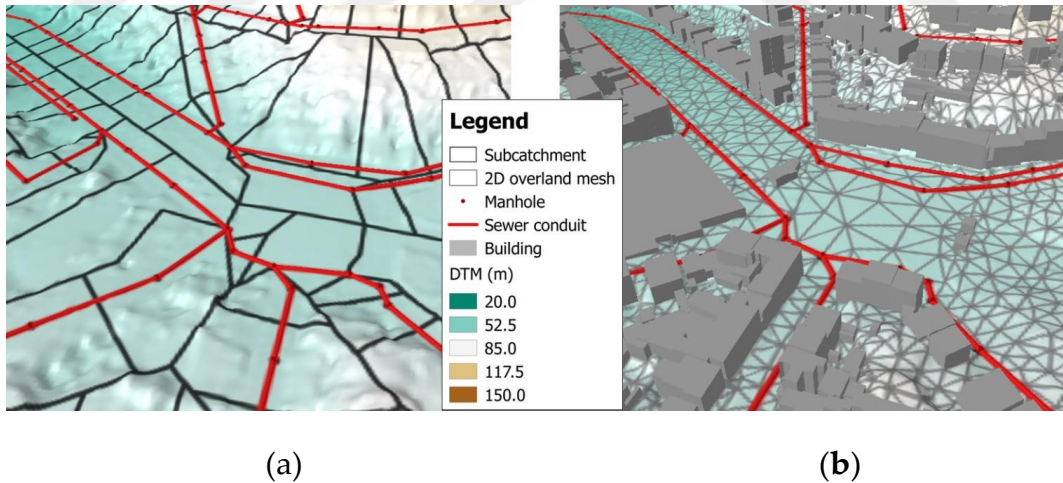 Legend
Subcatchment
2D overland mesh
Manhole
Sewer conduit
Building
DTM (m)
20.0
52.5
85.0
117.5
150.0
(a)
(b)